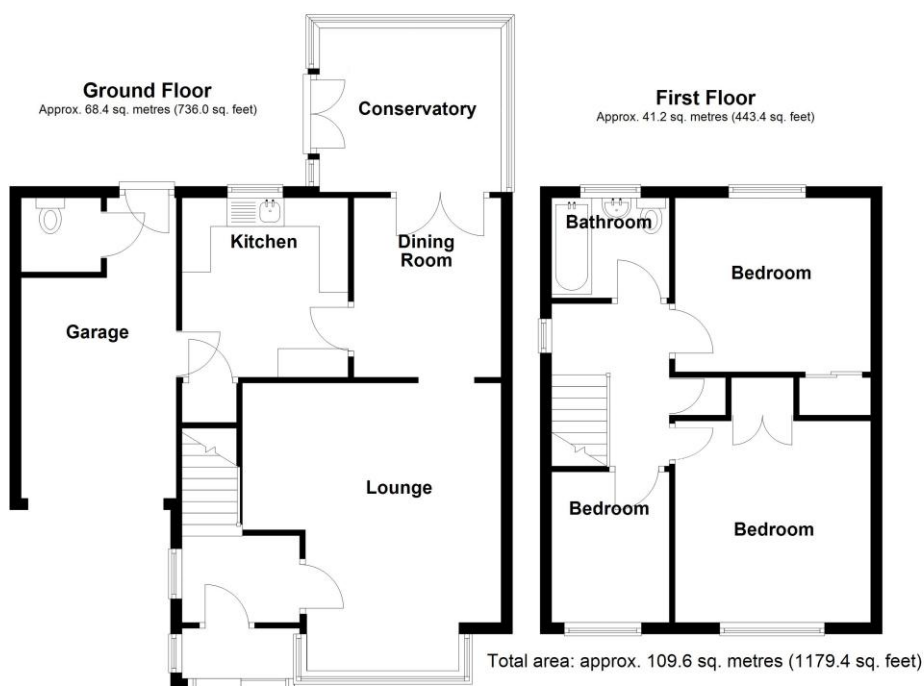 Ground Floor
Approx. 68.4 sq. metres (736.0 sq. feet)
Conservatory
First Floor
Approx. 41.2 sq. metres (443.4 sq. feet)
Kitchen
Dining
Room
Garage
Lounge
Bathroom
Bedroom
Bedroom
Bedroom
Total area: approx. 109.6 sq. metres (1179.4 sq. feet)